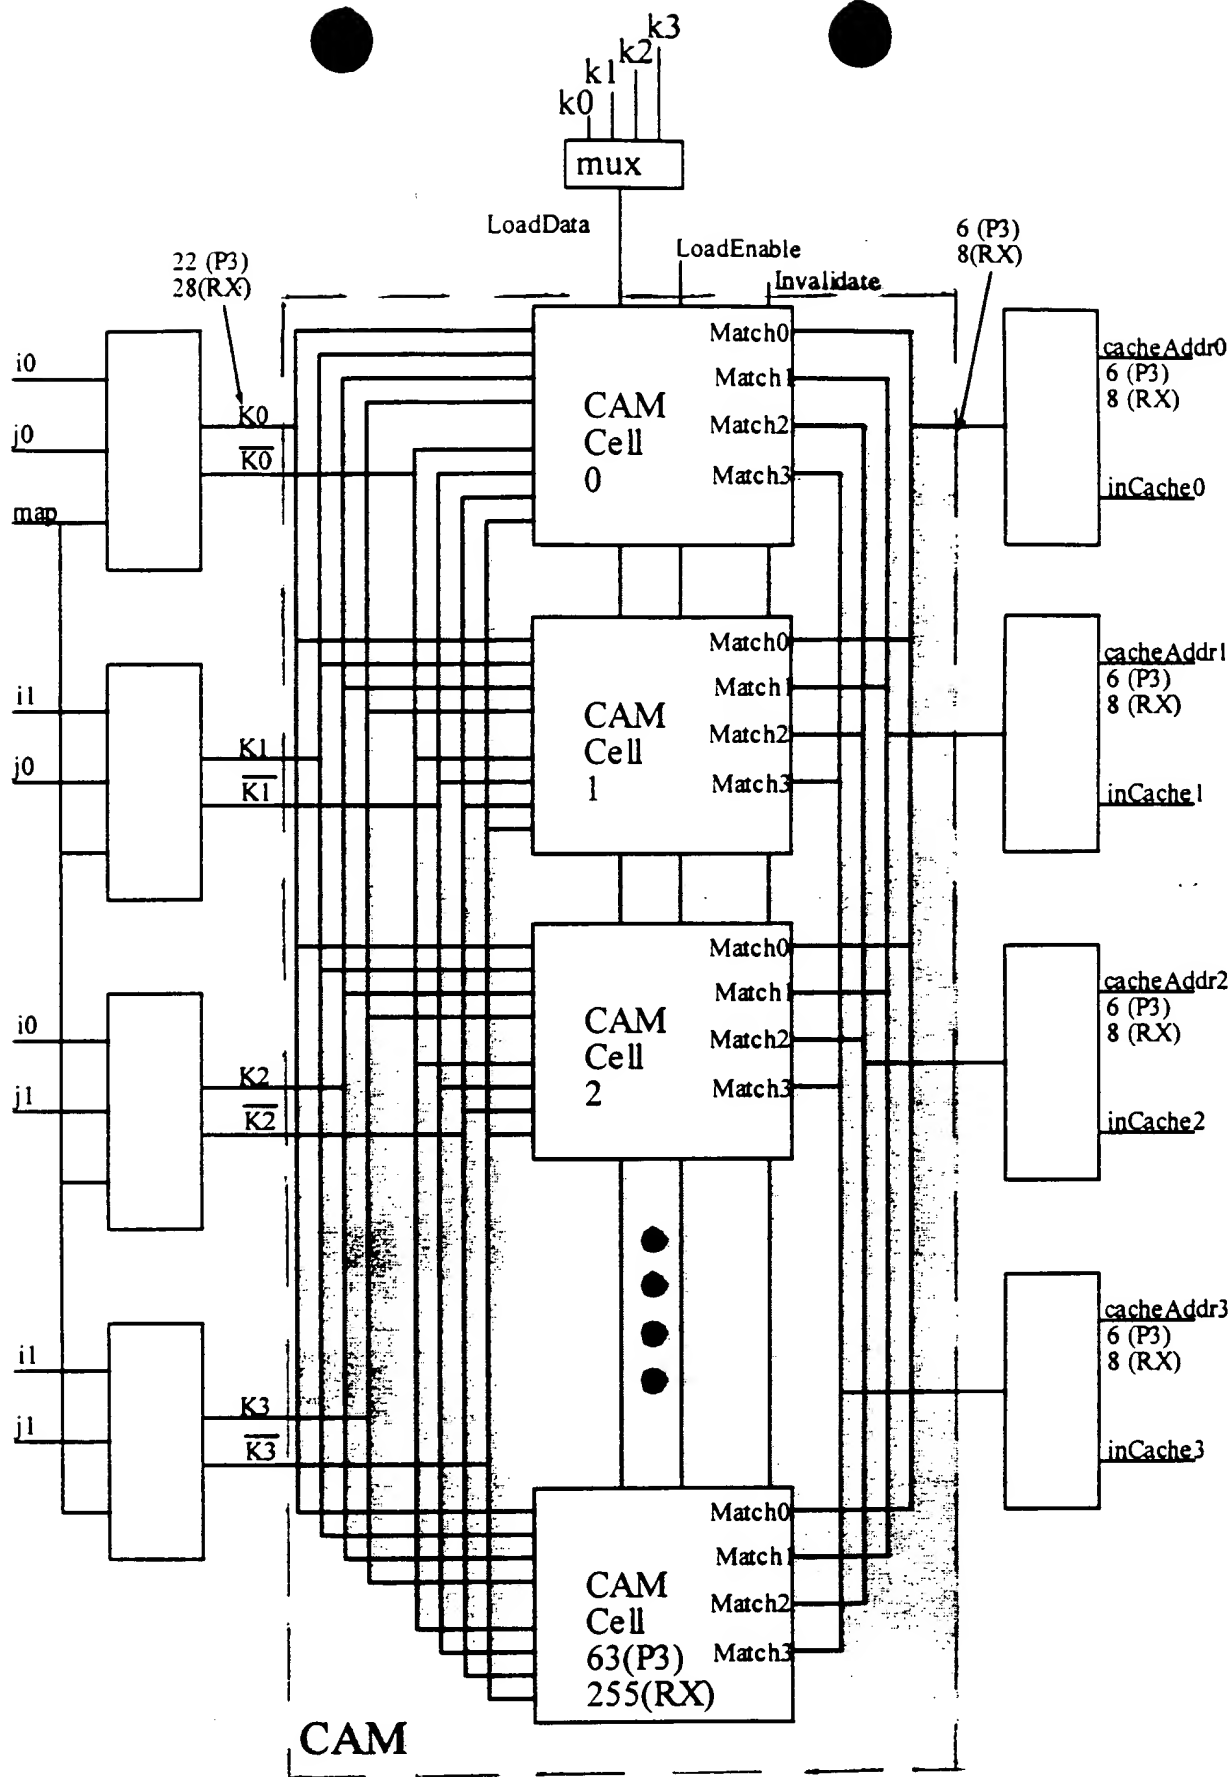 k3
k2
k1
k0
mux
LoadData
LoadEnable
Invalidate
22 (P3)
28(RX)
6 (P3)
8(RX)
i0
j0
map
K0
K0
CAM
Cell
0
Match0
Match1
Match2
Match3
cacheAddr0
6 (P3)
8 (RX)
inCache0
i1
j0
K1
K1
CAM
Cell
1
Match0
Match1
Match2
Match3
cacheAddr1
6 (P3)
8 (RX)
inCache1
i0
j1
K2
K2
CAM
Cell
2
Match0
Match1
Match2
Match3
cacheAddr2
6 (P3)
8 (RX)
inCache2
i1
j1
K3
K3
cacheAddr3
6 (P3)
8 (RX)
inCache3
CAM
Cell
63(P3)
255(RX)
Match0
Match1
Match2
Match3
CAM